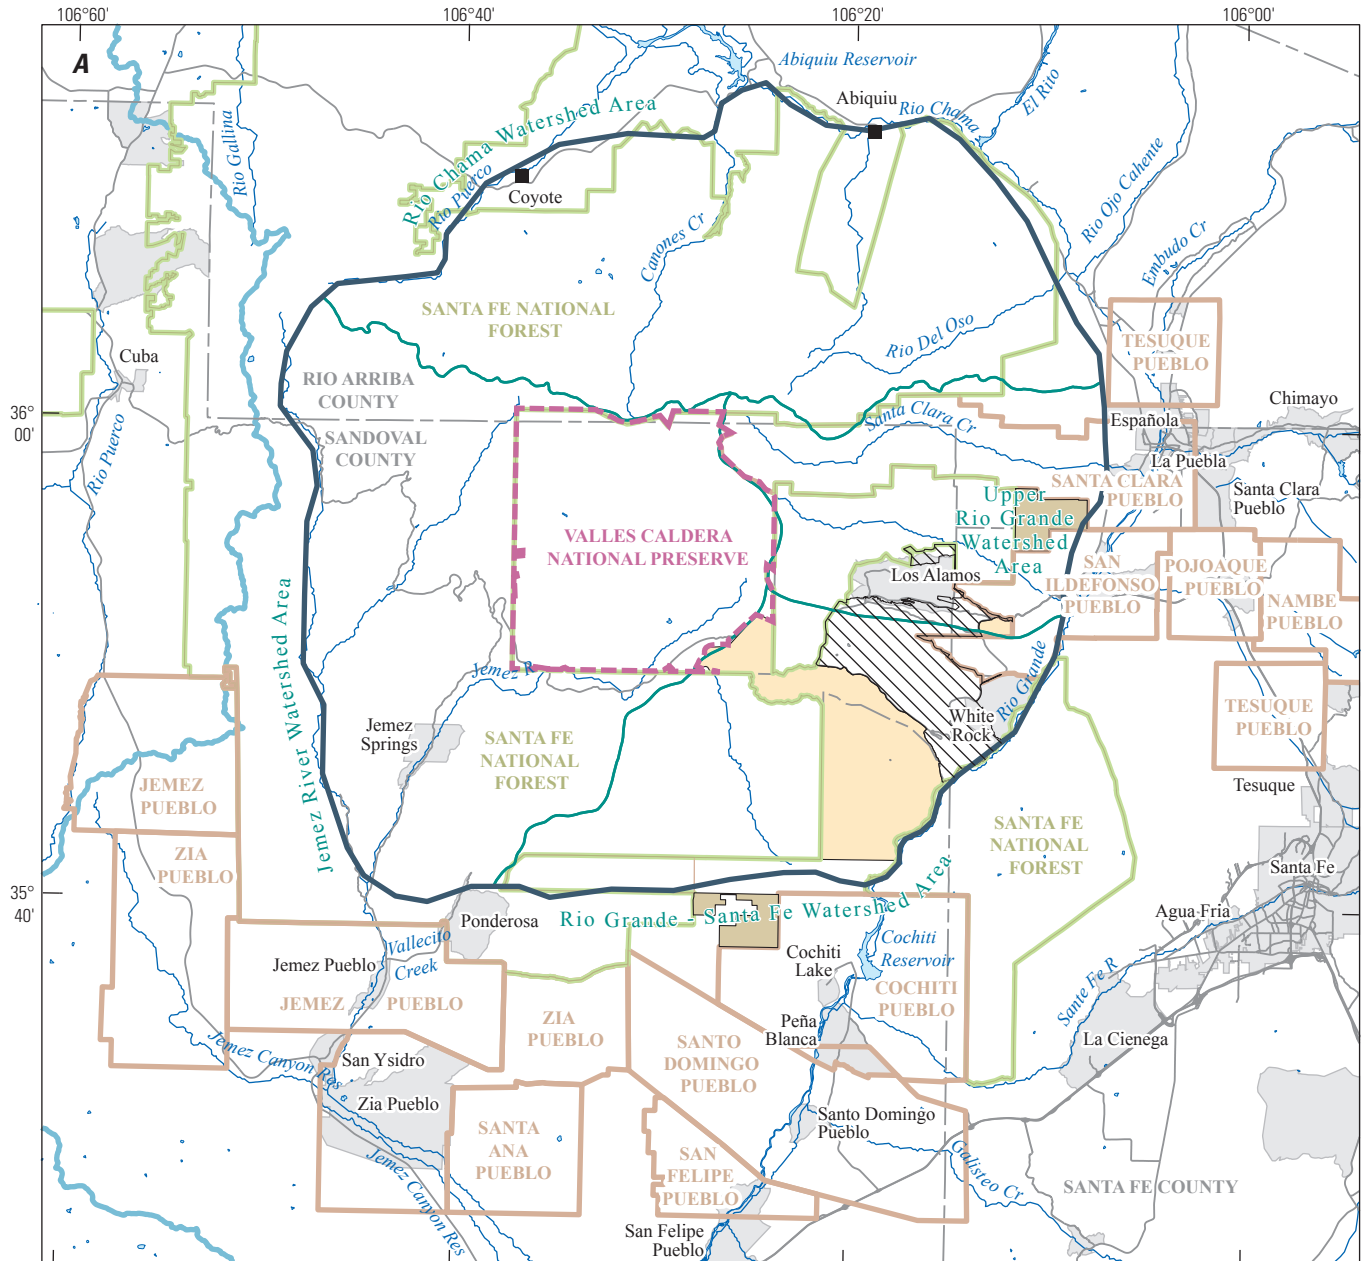 106°60'
106°40'
106°20'
106°00'
A
Abiquiu Reservoir
Abiquiu
Rio Chama
El Rito
Rio Gallina
Rio Chama Watershed Area
Rio Puerco
Coyote
Canones Cr
Rio Ojo Cahente
Embudo Cr
SANTA FE NATIONAL
FOREST
Rio Del Oso
TESUQUE
PUEBLO
Cuba
RIO ARRIBA
COUNTY
Chimayo
36°
00'
Santa Clara Cr
Española
SANDOVAL
COUNTY
Rio Puerco
La Puebla
SANTA CLARA
PUEBLO
Santa Clara
Pueblo
Upper
Rio Grande
Watershed
Area
VALLES CALDERA
NATIONAL PRESERVE
Los Alamos
SAN
ILDEFONSO
PUEBLO
POJOAQUE
PUEBLO
NAMBE
PUEBLO
Jemez River Watershed Area
Jemez R
Rio Grande
White
Rock
TESUQUE
PUEBLO
Jemez
Springs
SANTA FE
NATIONAL
FOREST
JEMEZ
PUEBLO
Tesuque
SANTA FE
NATIONAL
FOREST
ZIA
PUEBLO
Santa Fe
35°
40'
Ponderosa
Rio Grande - Santa Fe Watershed Area
Agua Fria
Vallecito
Creek
Cochiti
Reservoir
Jemez Pueblo
Cochiti
Lake
JEMEZ PUEBLO
COCHITI
PUEBLO
Sante Fe R
ZIA
PUEBLO
Peña
Blanca
SANTO
DOMINGO
PUEBLO
La Cienega
Jemez Canyon Res
San Ysidro
Zia Pueblo
Santo Domingo
Pueblo
SANTA
ANA
PUEBLO
SAN
FELIPE
PUEBLO
Galisteo Cr
Jemez Canyon Res
SANTA FE COUNTY
San Felipe
Pueblo